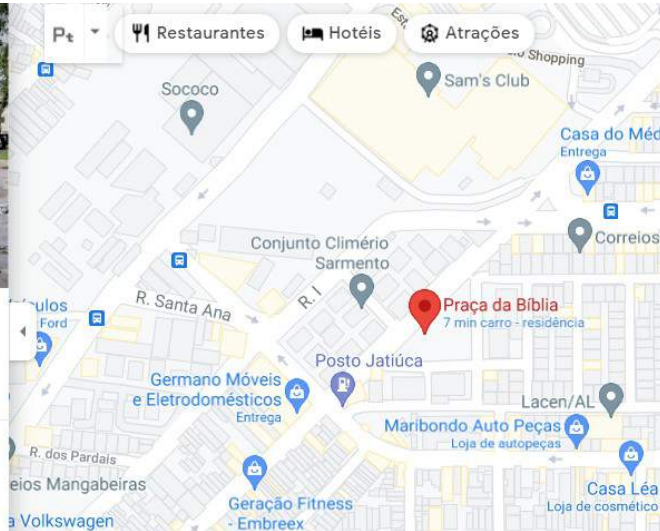 Pt
Restaurantes
Hotéis
Atrações
Shopping
Sococo
Sam's Club
Casa do Méd
Entrega
Correios
Conjunto Climério
Sarmento
R. I
R. Santa Ana
Ford
Praça da Bíblia
7 min carro - residência
Posto Jatiúca
Germano Móveis
e Eletrodomésticos
Entrega
Lacen/AL
Maribondo Auto Peças
Loja de autopeças
R. dos Pardais
eios Mangabeiras
Geração Fitness
- Embreex
Casa Léa
Loja de cosmético
a Volkswagen